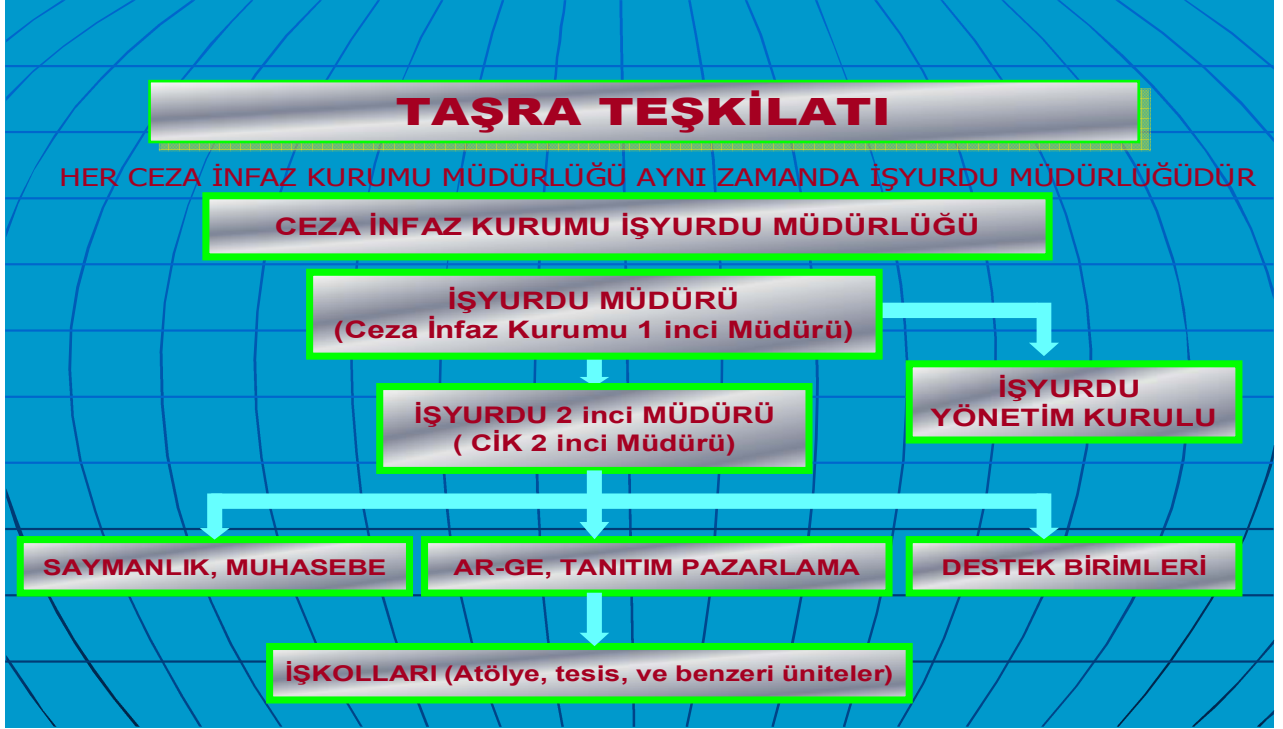 TAŞRA TEŞKİLATI
HER CEZA İNFAZ KURUMU MÜDÜRLÜĞÜ AYNI ZAMANDA İŞYURDU MÜDÜRLÜĞÜDÜR
CEZA İNFAZ KURUMU İŞYURDU MÜDÜRLÜĞÜ
İŞYURDU MÜDÜRÜ
(Ceza İnfaz Kurumu 1 inci Müdürü)
İŞYURDU
YÖNETİM KURULU
İŞYURDU 2 inci MÜDÜRÜ
( CİK 2 inci Müdürü)
SAYMANLIK, MUHASEBE
AR-GE, TANITIM PAZARLAMA
DESTEK BİRİMLERİ
İŞKOLLARI (Atölye, tesis, ve benzeri üniteler)